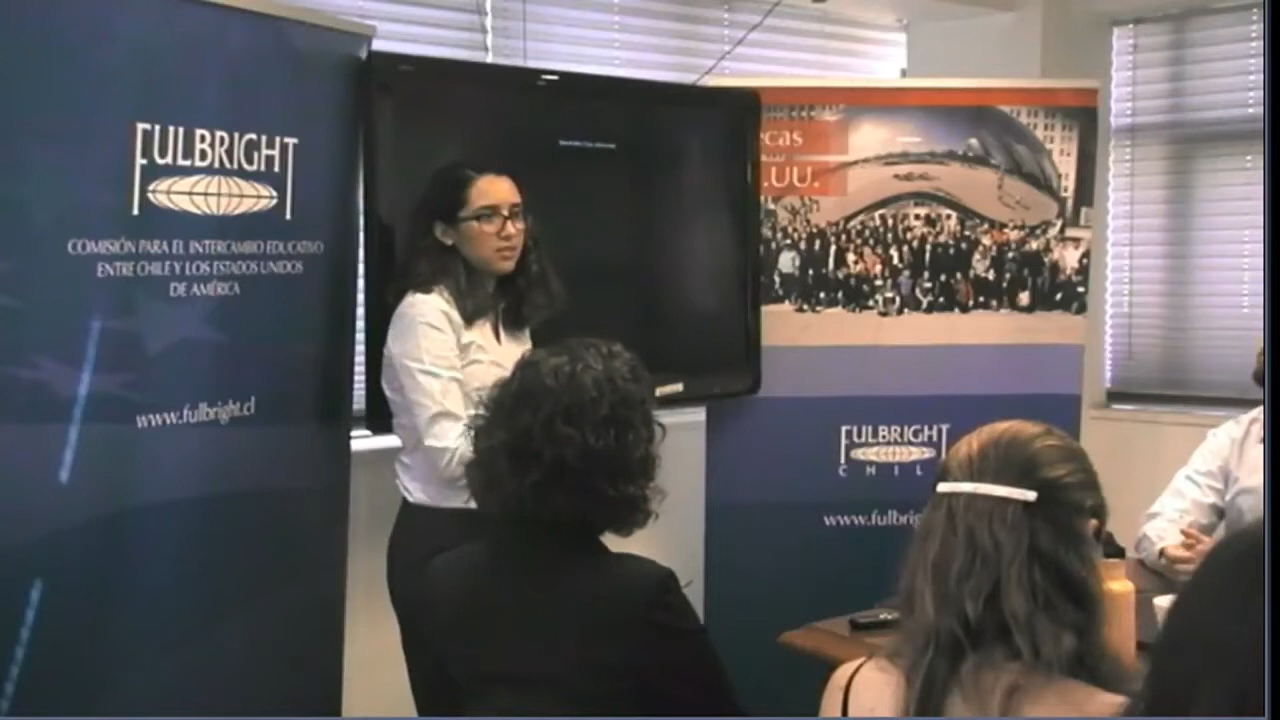 FULBRIGHT
COMISIÓN PARA EL INTERCAMBIO EDUCATIVO
ENTRE CHILE Y LOS ESTADOS UNIDOS
DE AMÉRICA
www.fulbright.cl
ecas
.UU.
FULBRIGHT
CHIL
www.fulbrig